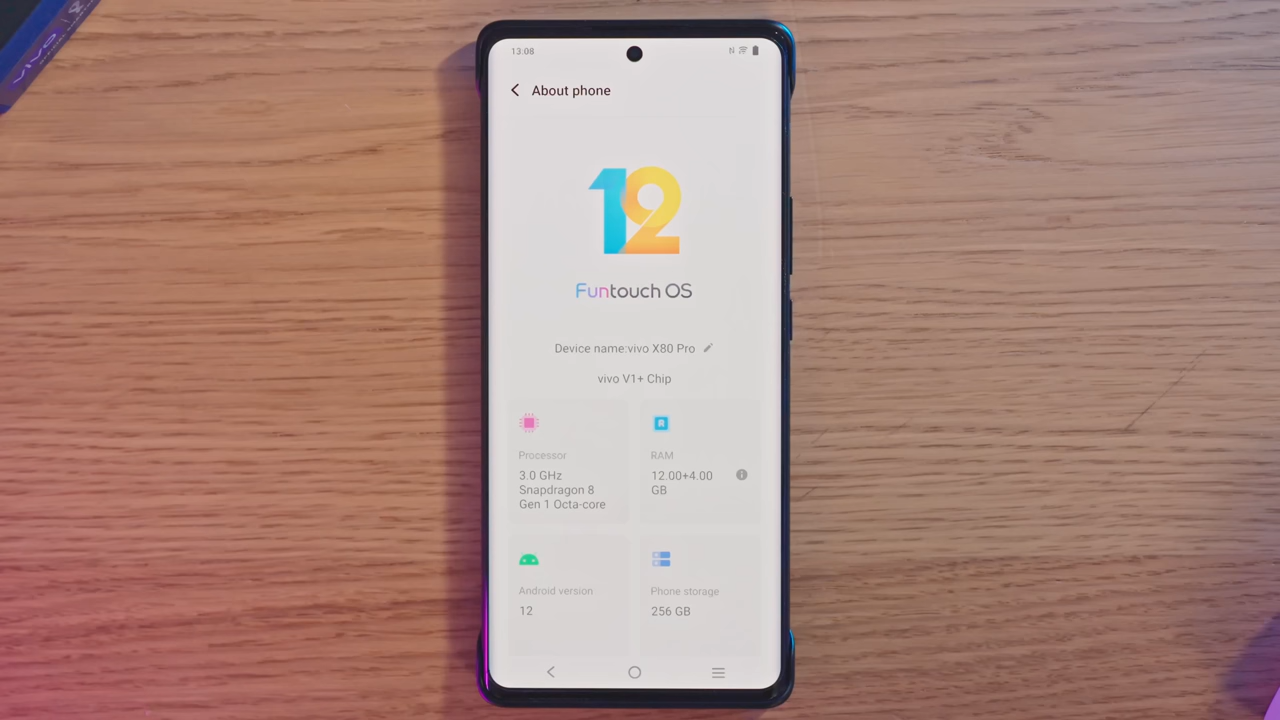 vivo
13:08
About phone
12
Funtouch OS
Device name:vivo X80 Pro
vivo V1+ Chip
Processor
3.0 GHz
Snapdragon 8
Gen 1 Octa-core
RAM
12.00+4.00
GB
Android version
12
Phone storage
256 GB